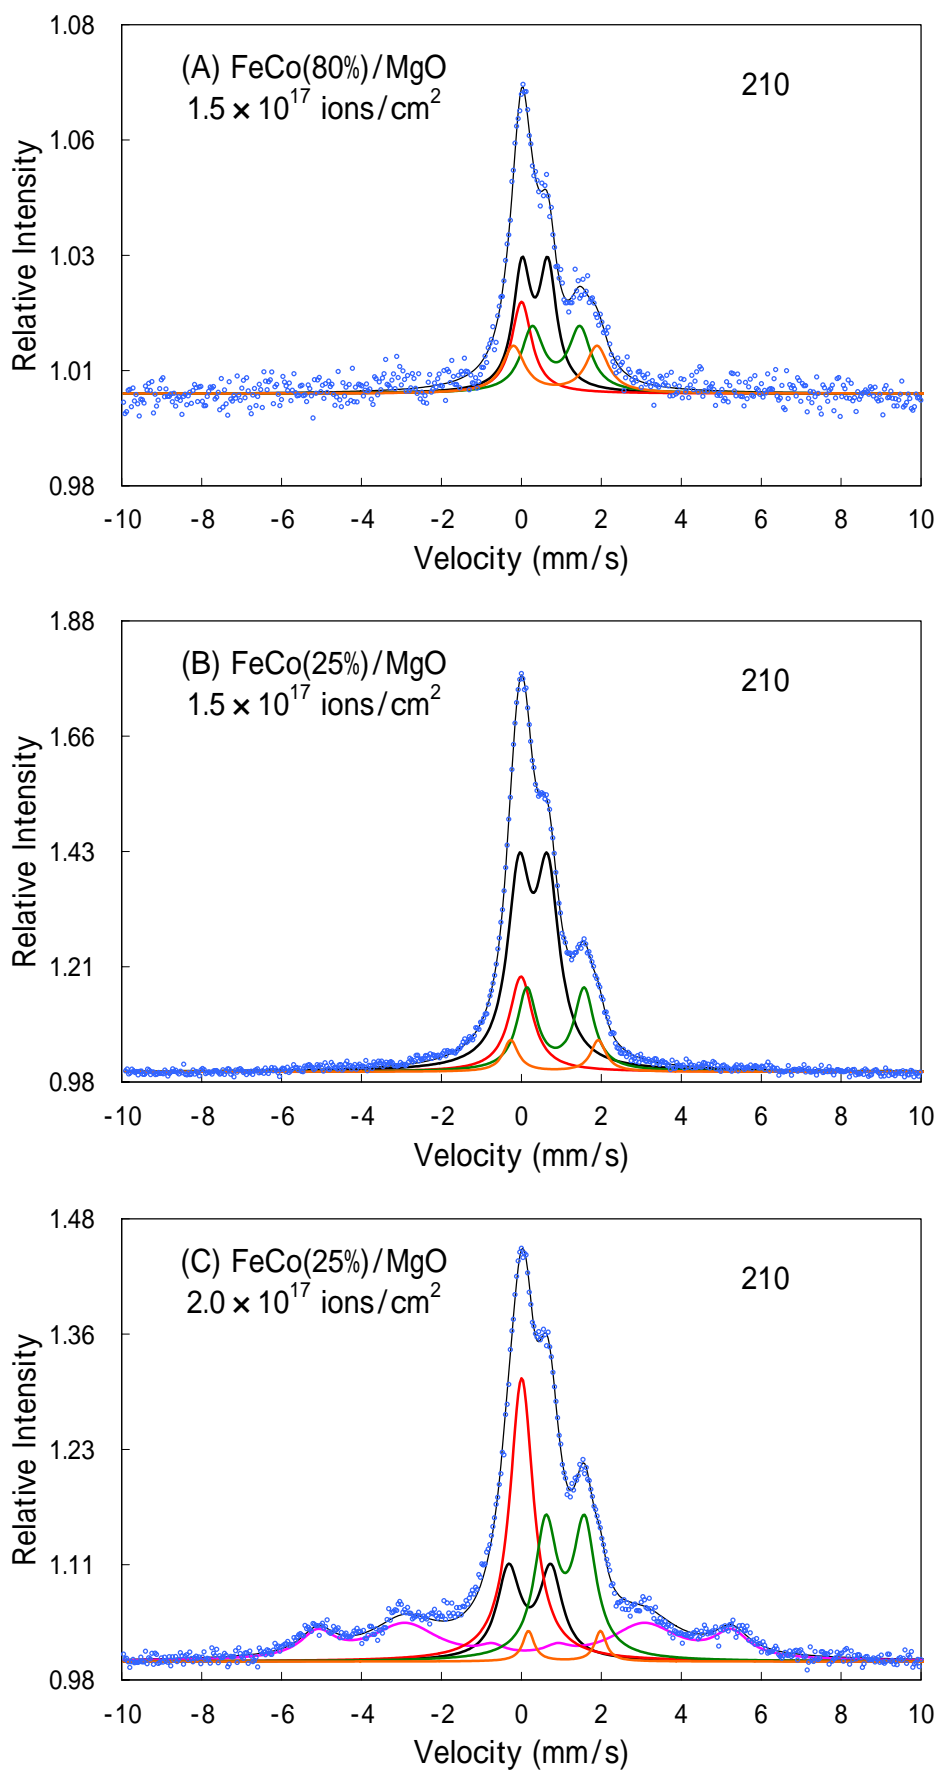 1.08
(A) FeCo(80%)/MgO 210
1.5 × 10^17 ions/cm^2
1.06
1.03
1.01
0.98
Relative Intensity
-10 -8 -6 -4 -2 0 2 4 6 8 10
Velocity (mm/s)
1.88
(B) FeCo(25%)/MgO 210
1.5 × 10^17 ions/cm^2
1.66
1.43
1.21
0.98
Relative Intensity
-10 -8 -6 -4 -2 0 2 4 6 8 10
Velocity (mm/s)
1.48
(C) FeCo(25%)/MgO 210
2.0 × 10^17 ions/cm^2
1.36
1.23
1.11
0.98
Relative Intensity
-10 -8 -6 -4 -2 0 2 4 6 8 10
Velocity (mm/s)